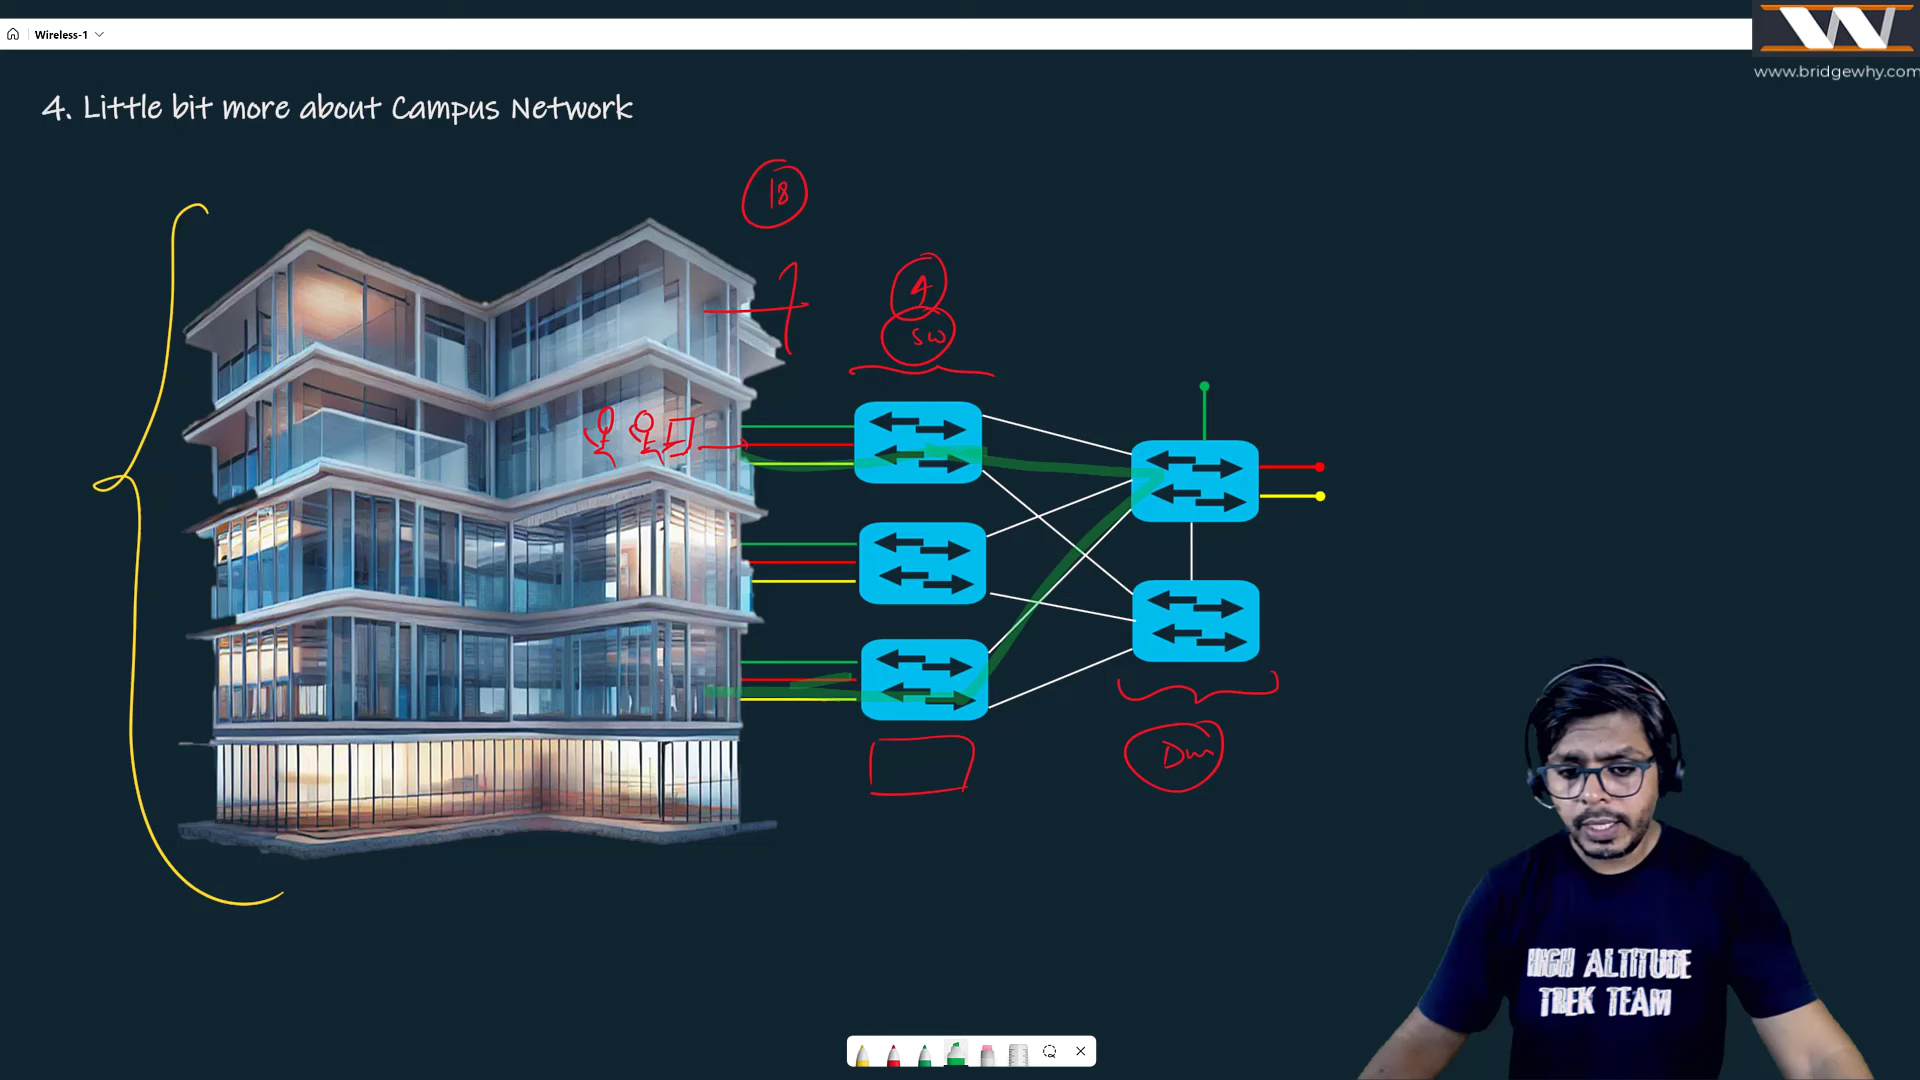 Wireless-1
www.bridgewhy.com
4. Little bit more about Campus Network
18
4
SW
HIGH ALTITUDE
TREK TEAM